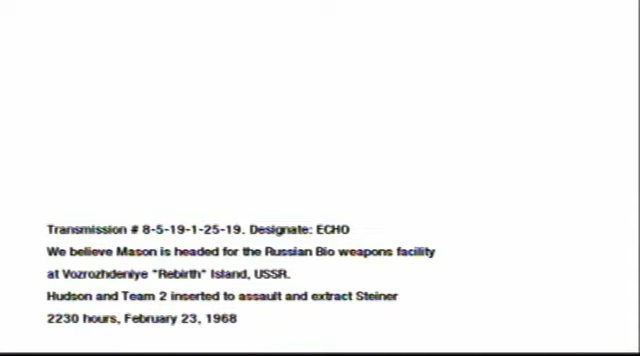 Transmission # 8-5-19-1-25-19. Designate: ECHO
We believe Mason is headed for the Russian Bio weapons facility
at Vozrozhdeniye "Rebirth" Island, USSR.
Hudson and Team 2 inserted to assault and extract Steiner
2230 hours, February 23, 1968